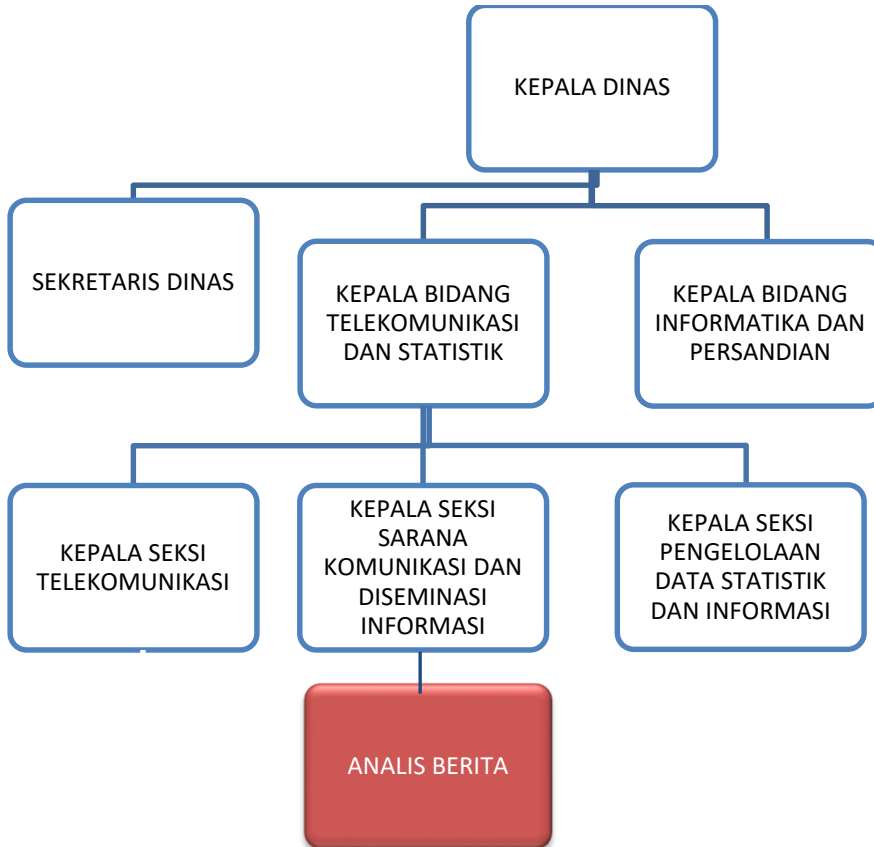 KEPALA DINAS
SEKRETARIS DINAS
KEPALA BIDANG
TELEKOMUNIKASI
DAN STATISTIK
KEPALA BIDANG
INFORMATIKA DAN
PERSANDIAN
KEPALA SEKSI
TELEKOMUNIKASI
KEPALA SEKSI
SARANA
KOMUNIKASI DAN
DISEMINASI
INFORMASI
KEPALA SEKSI
PENGELOLAAN
DATA STATISTIK
DAN INFORMASI
ANALIS BERITA